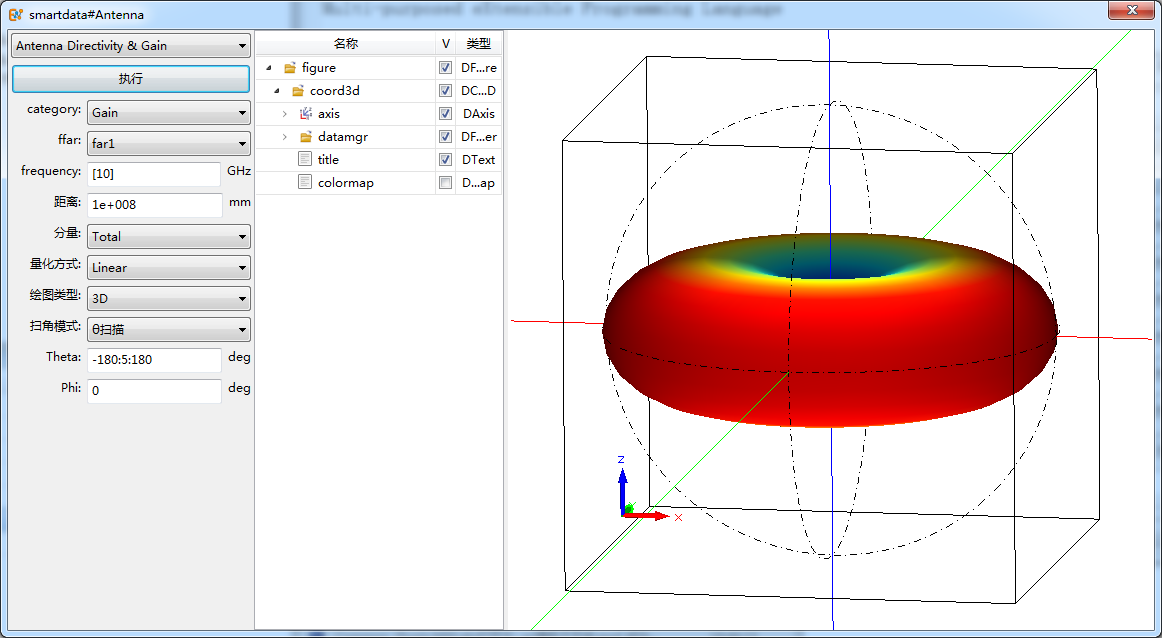 Multi-purposed eXtensible Programming Language
smartdata#Antenna
Antenna Directivity & Gain
执行
category: Gain
ffar: far1
frequency: [10] GHz
距离: 1e+008 mm
分量: Total
量化方式: Linear
绘图类型: 3D
扫角模式: θ扫描
Theta: -180:5:180 deg
Phi: 0 deg
名称 V 类型
figure DF...re
coord3d DC...D
axis DAxis
datamgr DF...er
title DText
colormap D...ap
Z
Y
X